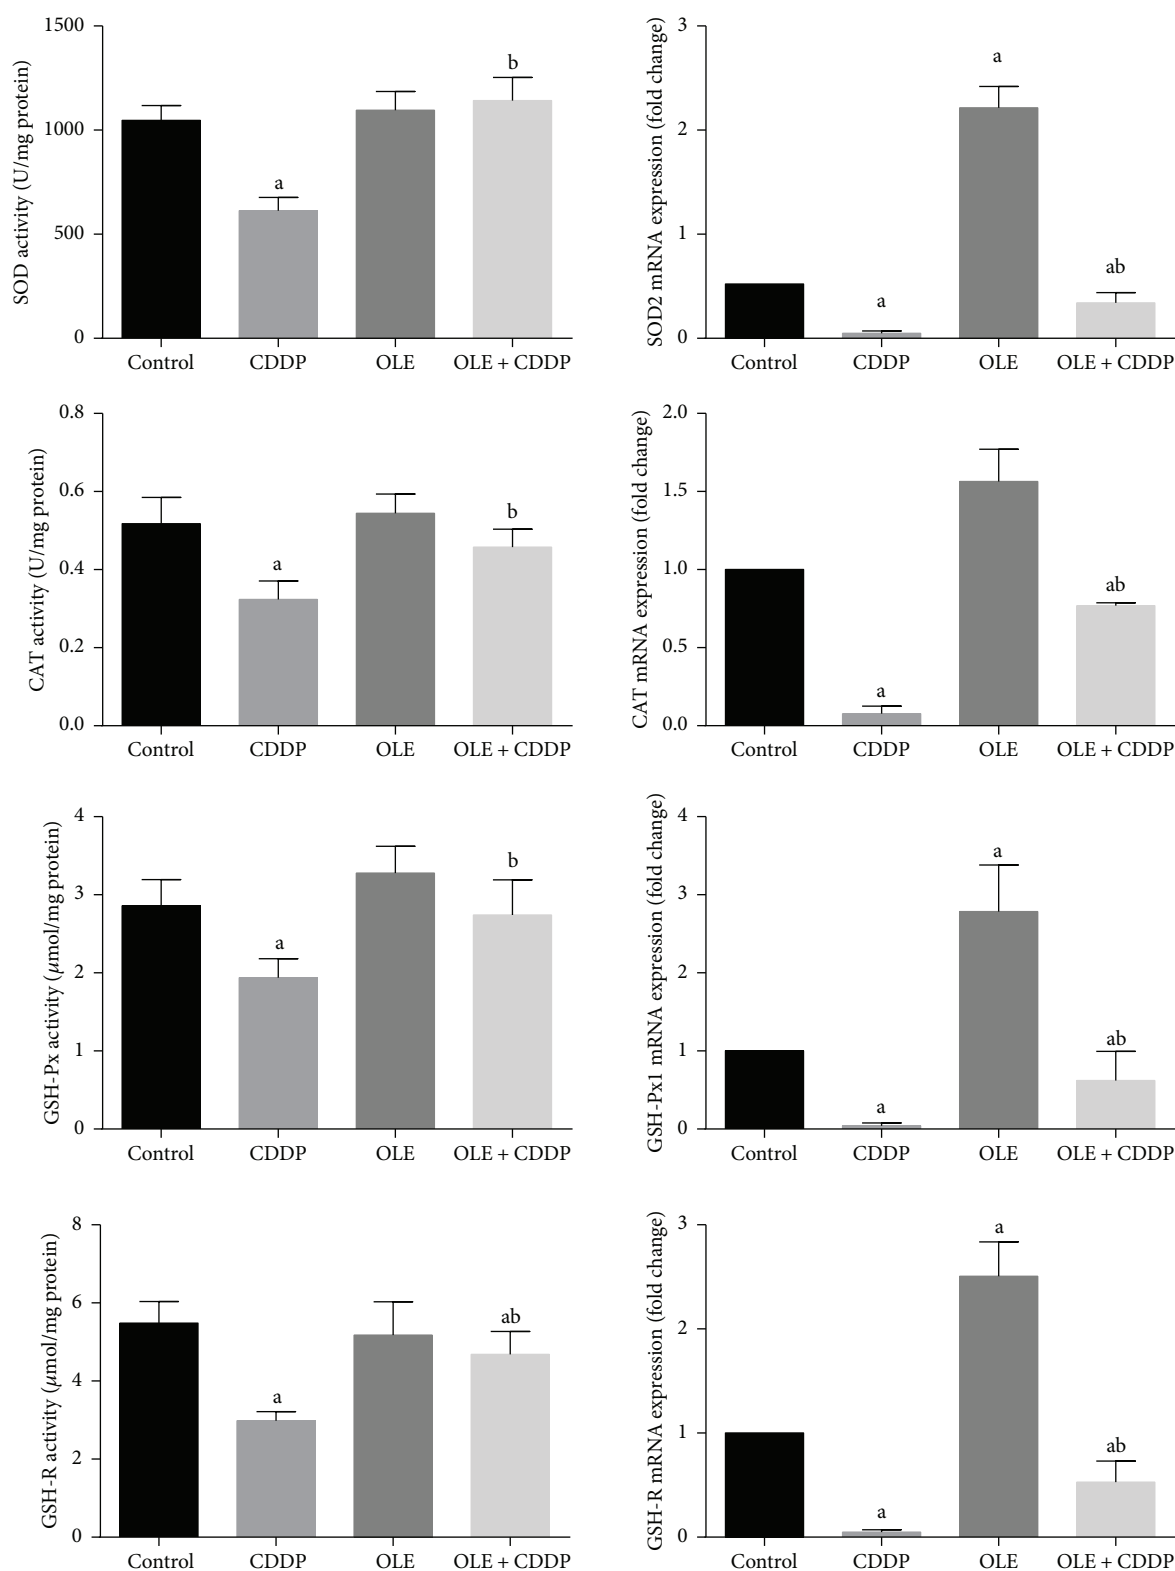 SOD activity (U/mg protein)
1500
1000
500
0
a
b
Control CDDP OLE OLE + CDDP
SOD2 mRNA expression (fold change)
3
2
1
0
a
a
ab
Control CDDP OLE OLE + CDDP
CAT activity (U/mg protein)
0.8
0.6
0.4
0.2
0.0
a
b
Control CDDP OLE OLE + CDDP
CAT mRNA expression (fold change)
2.0
1.5
1.0
0.5
0.0
a
ab
Control CDDP OLE OLE + CDDP
GSH-Px activity (μmol/mg protein)
4
3
2
1
0
a
b
Control CDDP OLE OLE + CDDP
GSH-Px1 mRNA expression (fold change)
4
3
2
1
0
a
a
ab
Control CDDP OLE OLE + CDDP
GSH-R activity (μmol/mg protein)
8
6
4
2
0
a
ab
Control CDDP OLE OLE + CDDP
GSH-R mRNA expression (fold change)
3
2
1
0
a
a
ab
Control CDDP OLE OLE + CDDP